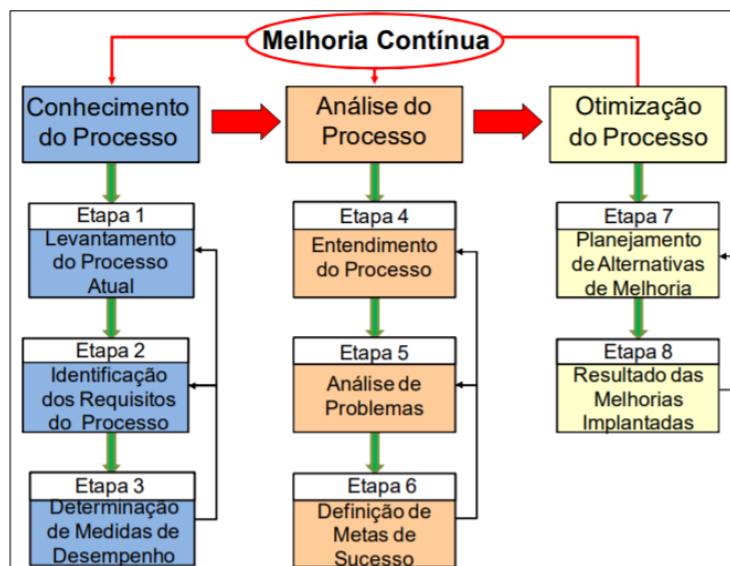 Melhoria Contínua
Conhecimento
do Processo
Análise do
Processo
Otimização
do Processo
Etapa 1
Levantamento
do Processo
Atual
Etapa 2
Identificação
dos Requisitos
do Processo
Etapa 3
Determinação
de Medidas de
Desempenho
Etapa 4
Entendimento
do Processo
Etapa 5
Análise de
Problemas
Etapa 6
Definição de
Metas de
Sucesso
Etapa 7
Planejamento
de Alternativas
de Melhoria
Etapa 8
Resultado das
Melhorias
Implantadas